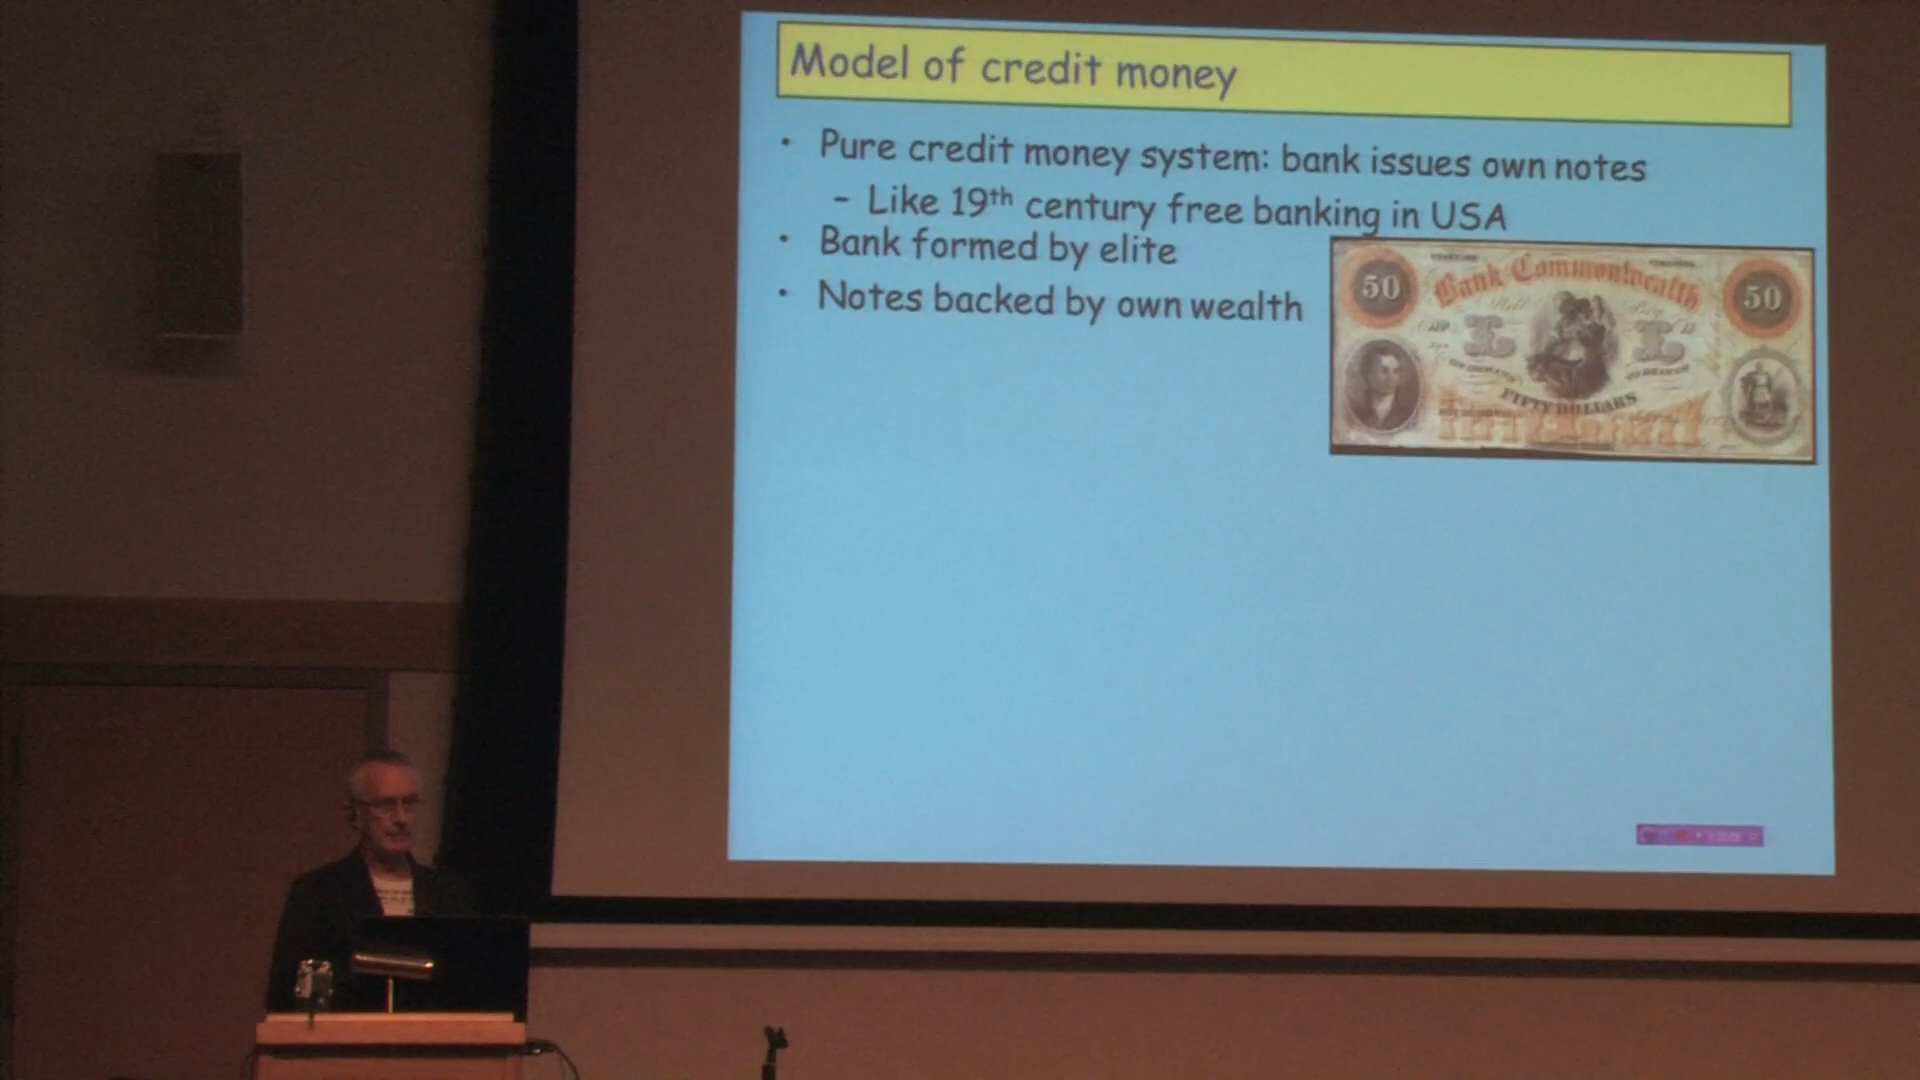 Model of credit money
• Pure credit money system: bank issues own notes
– Like 19th century free banking in USA
• Bank formed by elite
• Notes backed by own wealth
50 Bank Commonwealth 50
FIFTY DOLLARS